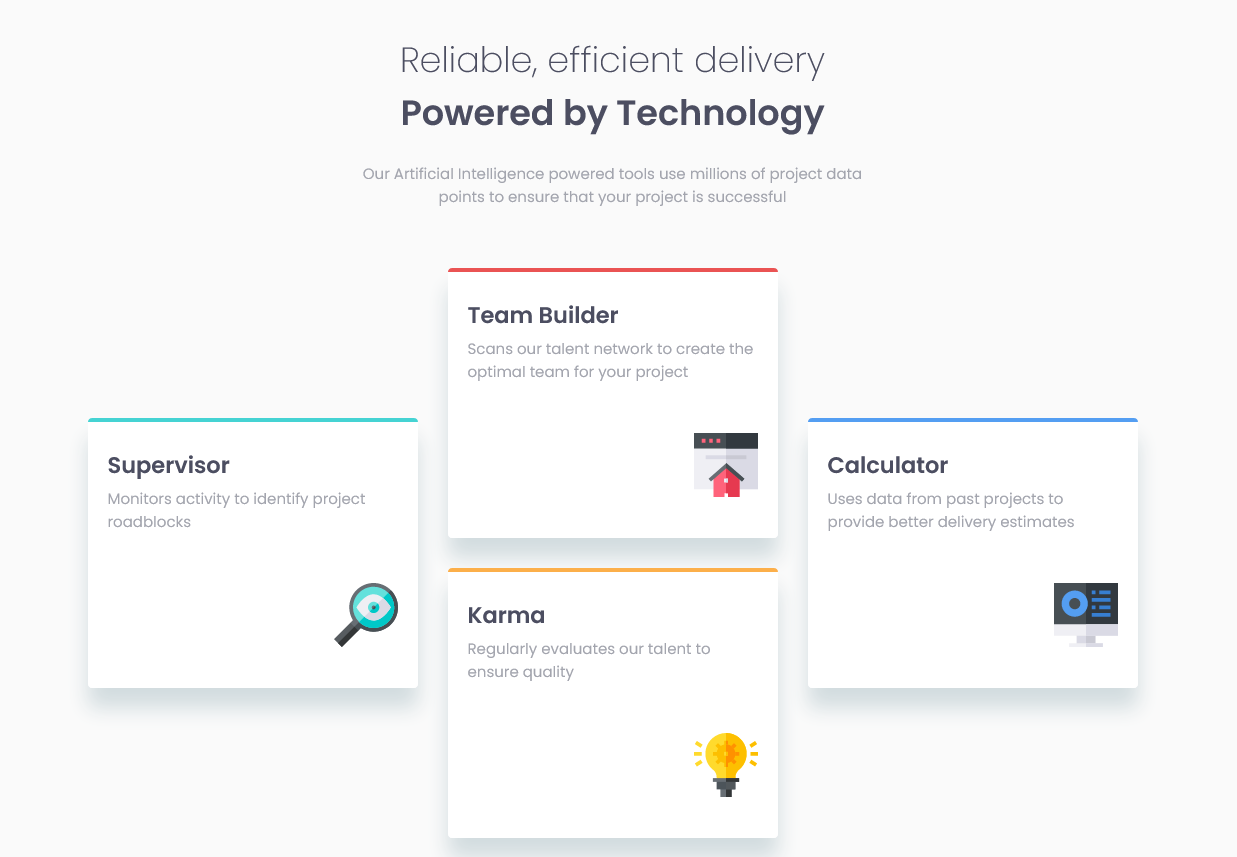 Reliable, efficient delivery
Powered by Technology
Our Artificial Intelligence powered tools use millions of project data
points to ensure that your project is successful
Supervisor
Monitors activity to identify project
roadblocks
Team Builder
Scans our talent network to create the
optimal team for your project
Karma
Regularly evaluates our talent to
ensure quality
Calculator
Uses data from past projects to
provide better delivery estimates